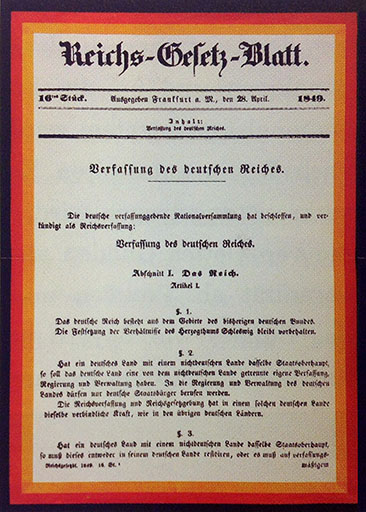 Reichs-Gesetz-Blatt.
16tes Stück. Ausgegeben Frankfurt a. M., den 28. April. 1849.
Inhalt:
Verfassung des deutschen Reiches.
Verfassung des deutschen Reiches.
Die deutsche verfassunggebende Nationalversammlung hat beschlossen, und ver-
kündigt als Reichsverfassung:
Verfassung des deutschen Reiches.
Abschnitt I. Das Reich.
Artikel I.
§. 1.
Das deutsche Reich besteht aus dem Gebiete des bisherigen deutschen Bundes.
Die Festsetzung der Verhältnisse des Herzogthums Schleswig bleibt vorbehalten.
§. 2.
Hat ein deutsches Land mit einem nichtdeutschen Lande dasselbe Staatsoberhaupt,
so soll das deutsche Land eine von dem nichtdeutschen Lande getrennte eigene Verfassung,
Regierung und Verwaltung haben. In die Regierung und Verwaltung des deutschen
Landes dürfen nur deutsche Staatsbürger berufen werden.
Die Reichsverfassung und Reichsgesetzgebung hat in einem solchen deutschen Lande
dieselbe verbindliche Kraft, wie in den übrigen deutschen Ländern.
§. 3.
Hat ein deutsches Land mit einem nichtdeutschen Lande dasselbe Staatsoberhaupt,
so muß dieses entweder in seinem deutschen Lande residiren, oder es muß auf verfassungs-
Reichsgesetzbl. 1849. 16. St. mäßigem